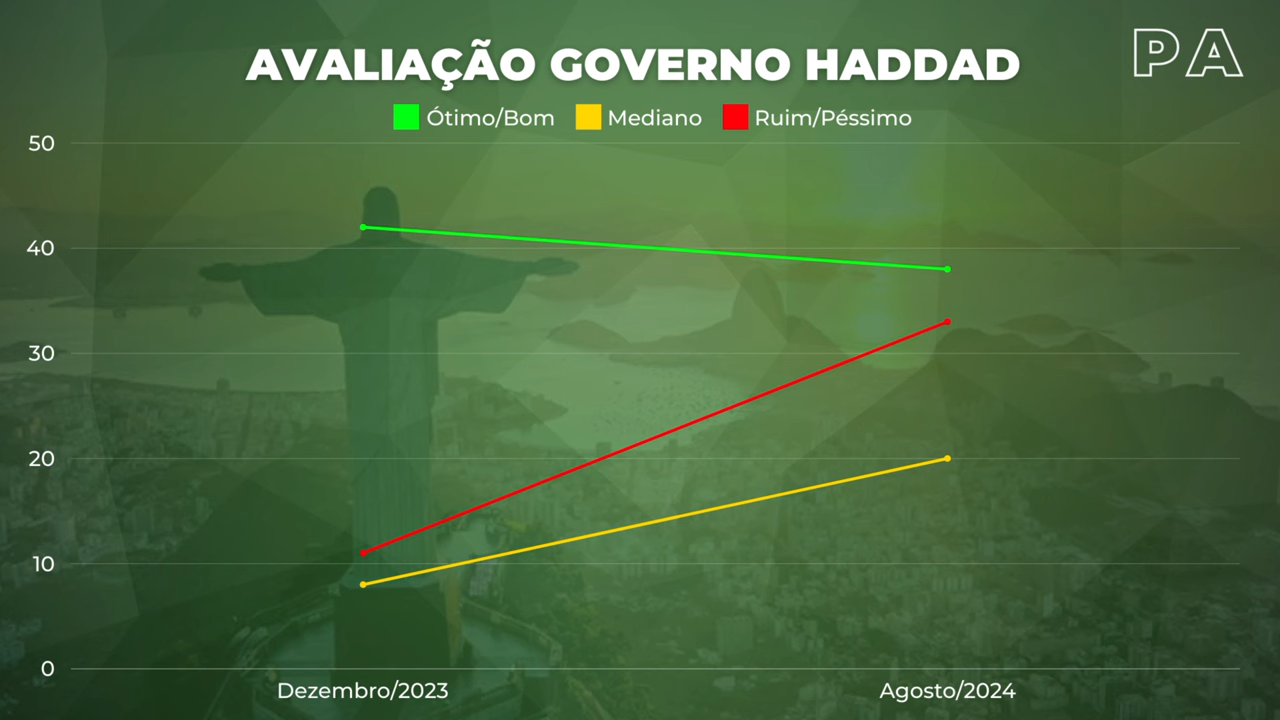 AVALIAÇÃO GOVERNO HADDAD
PA
Ótimo/Bom Mediano Ruim/Péssimo
50
40
30
20
10
0
Dezembro/2023 Agosto/2024